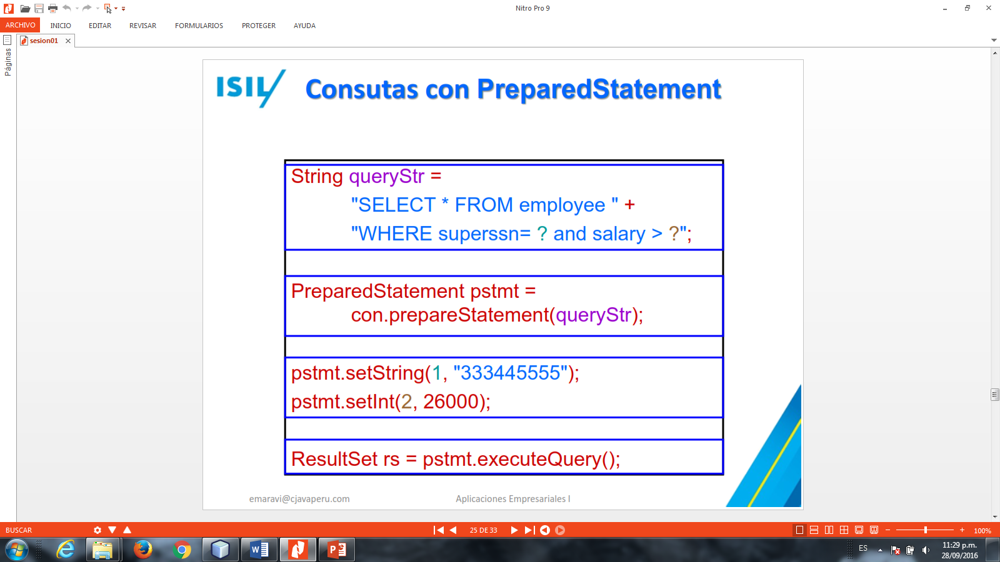 Nitro Pro 9
ARCHIVO INICIO EDITAR REVISAR FORMULARIOS PROTEGER AYUDA
sesion01
Páginas
ISIL Consutas con PreparedStatement
String queryStr =
"SELECT * FROM employee " +
"WHERE superssn= ? and salary > ?";
PreparedStatement pstmt =
con.prepareStatement(queryStr);
pstmt.setString(1, "333445555");
pstmt.setInt(2, 26000);
ResultSet rs = pstmt.executeQuery();
emaravi@cjavaperu.com Aplicaciones Empresariales I
BUSCAR 25 DE 33 100%
ES 11:29 p.m.
28/09/2016